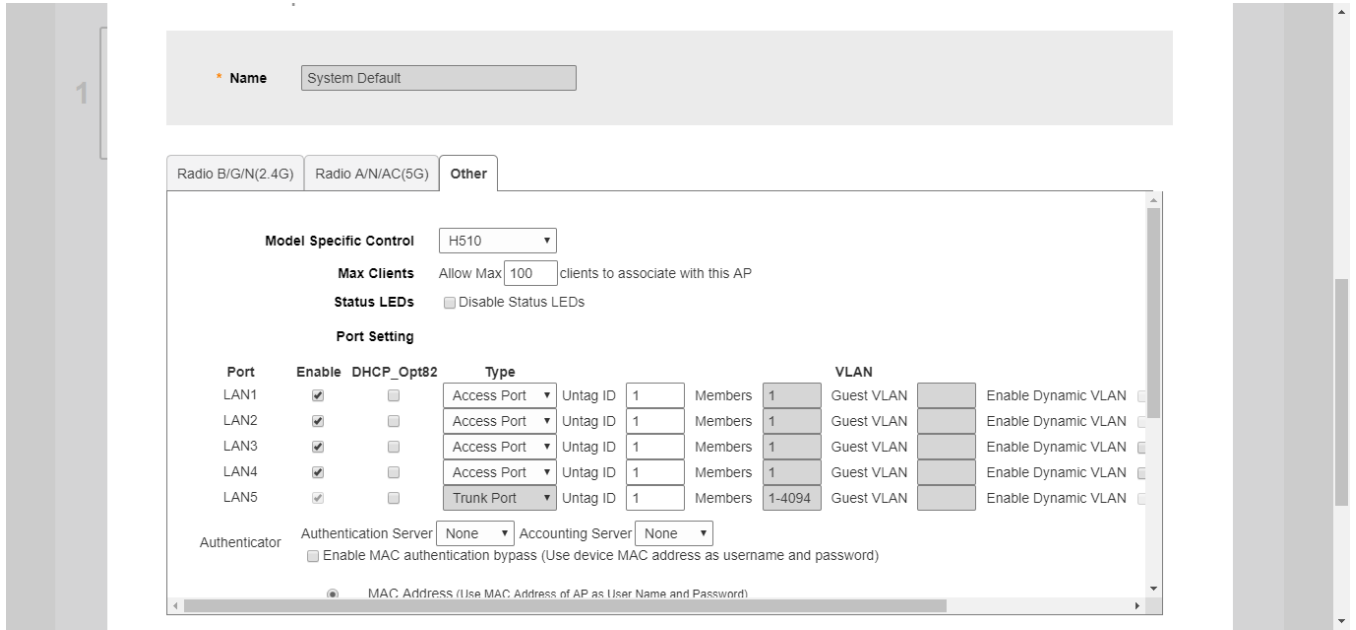 1
* Name System Default
Radio B/G/N(2.4G) Radio A/N/AC(5G) Other
Model Specific Control H510
Max Clients Allow Max 100 clients to associate with this AP
Status LEDs Disable Status LEDs
Port Setting
Port Enable DHCP_Opt82 Type VLAN
LAN1 Access Port Untag ID 1 Members 1 Guest VLAN Enable Dynamic VLAN
LAN2 Access Port Untag ID 1 Members 1 Guest VLAN Enable Dynamic VLAN
LAN3 Access Port Untag ID 1 Members 1 Guest VLAN Enable Dynamic VLAN
LAN4 Access Port Untag ID 1 Members 1 Guest VLAN Enable Dynamic VLAN
LAN5 Trunk Port Untag ID 1 Members 1-4094 Guest VLAN Enable Dynamic VLAN
Authenticator Authentication Server None Accounting Server None
Enable MAC authentication bypass (Use device MAC address as username and password)
MAC Address (Use MAC Address of AP as User Name and Password)